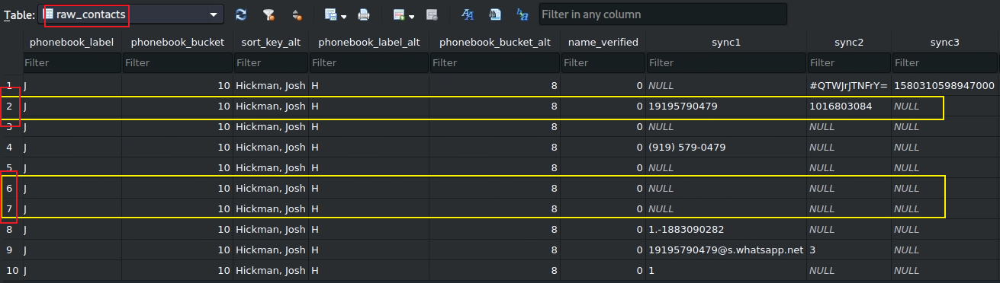 Table: raw_contacts Filter in any column
phonebook_label phonebook_bucket sort_key_alt phonebook_label_alt phonebook_bucket_alt name_verified sync1 sync2 sync3
Filter Filter Filter Filter Filter Filter Filter Filter Filter
1 J 10 Hickman, Josh H 8 0 NULL #QTWJrJTNFrY= 1580310598947000
2 J 10 Hickman, Josh H 8 0 19195790479 1016803084 NULL
3 J 10 Hickman, Josh H 8 0 NULL NULL NULL
4 J 10 Hickman, Josh H 8 0 (919) 579-0479 NULL NULL
5 J 10 Hickman, Josh H 8 0 NULL NULL NULL
6 J 10 Hickman, Josh H 8 0 NULL NULL NULL
7 J 10 Hickman, Josh H 8 0 NULL NULL NULL
8 J 10 Hickman, Josh H 8 0 1.-1883090282 NULL NULL
9 J 10 Hickman, Josh H 8 0 19195790479@s.whatsapp.net 3 NULL
10 J 10 Hickman, Josh H 8 0 1 NULL NULL